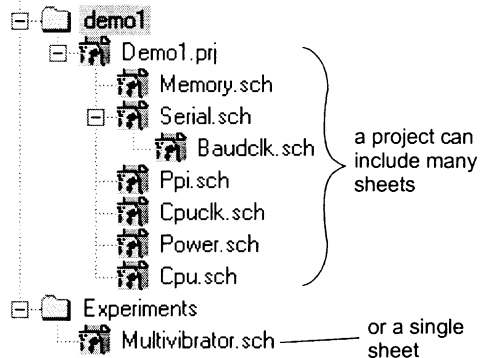 demo1
Demo1.prj
Memory.sch
Serial.sch
Baudclk.sch
Ppi.sch
Cpuclk.sch
Power.sch
Cpu.sch
a project can
include many
sheets
Experiments
Multivibrator.sch
or a single
sheet